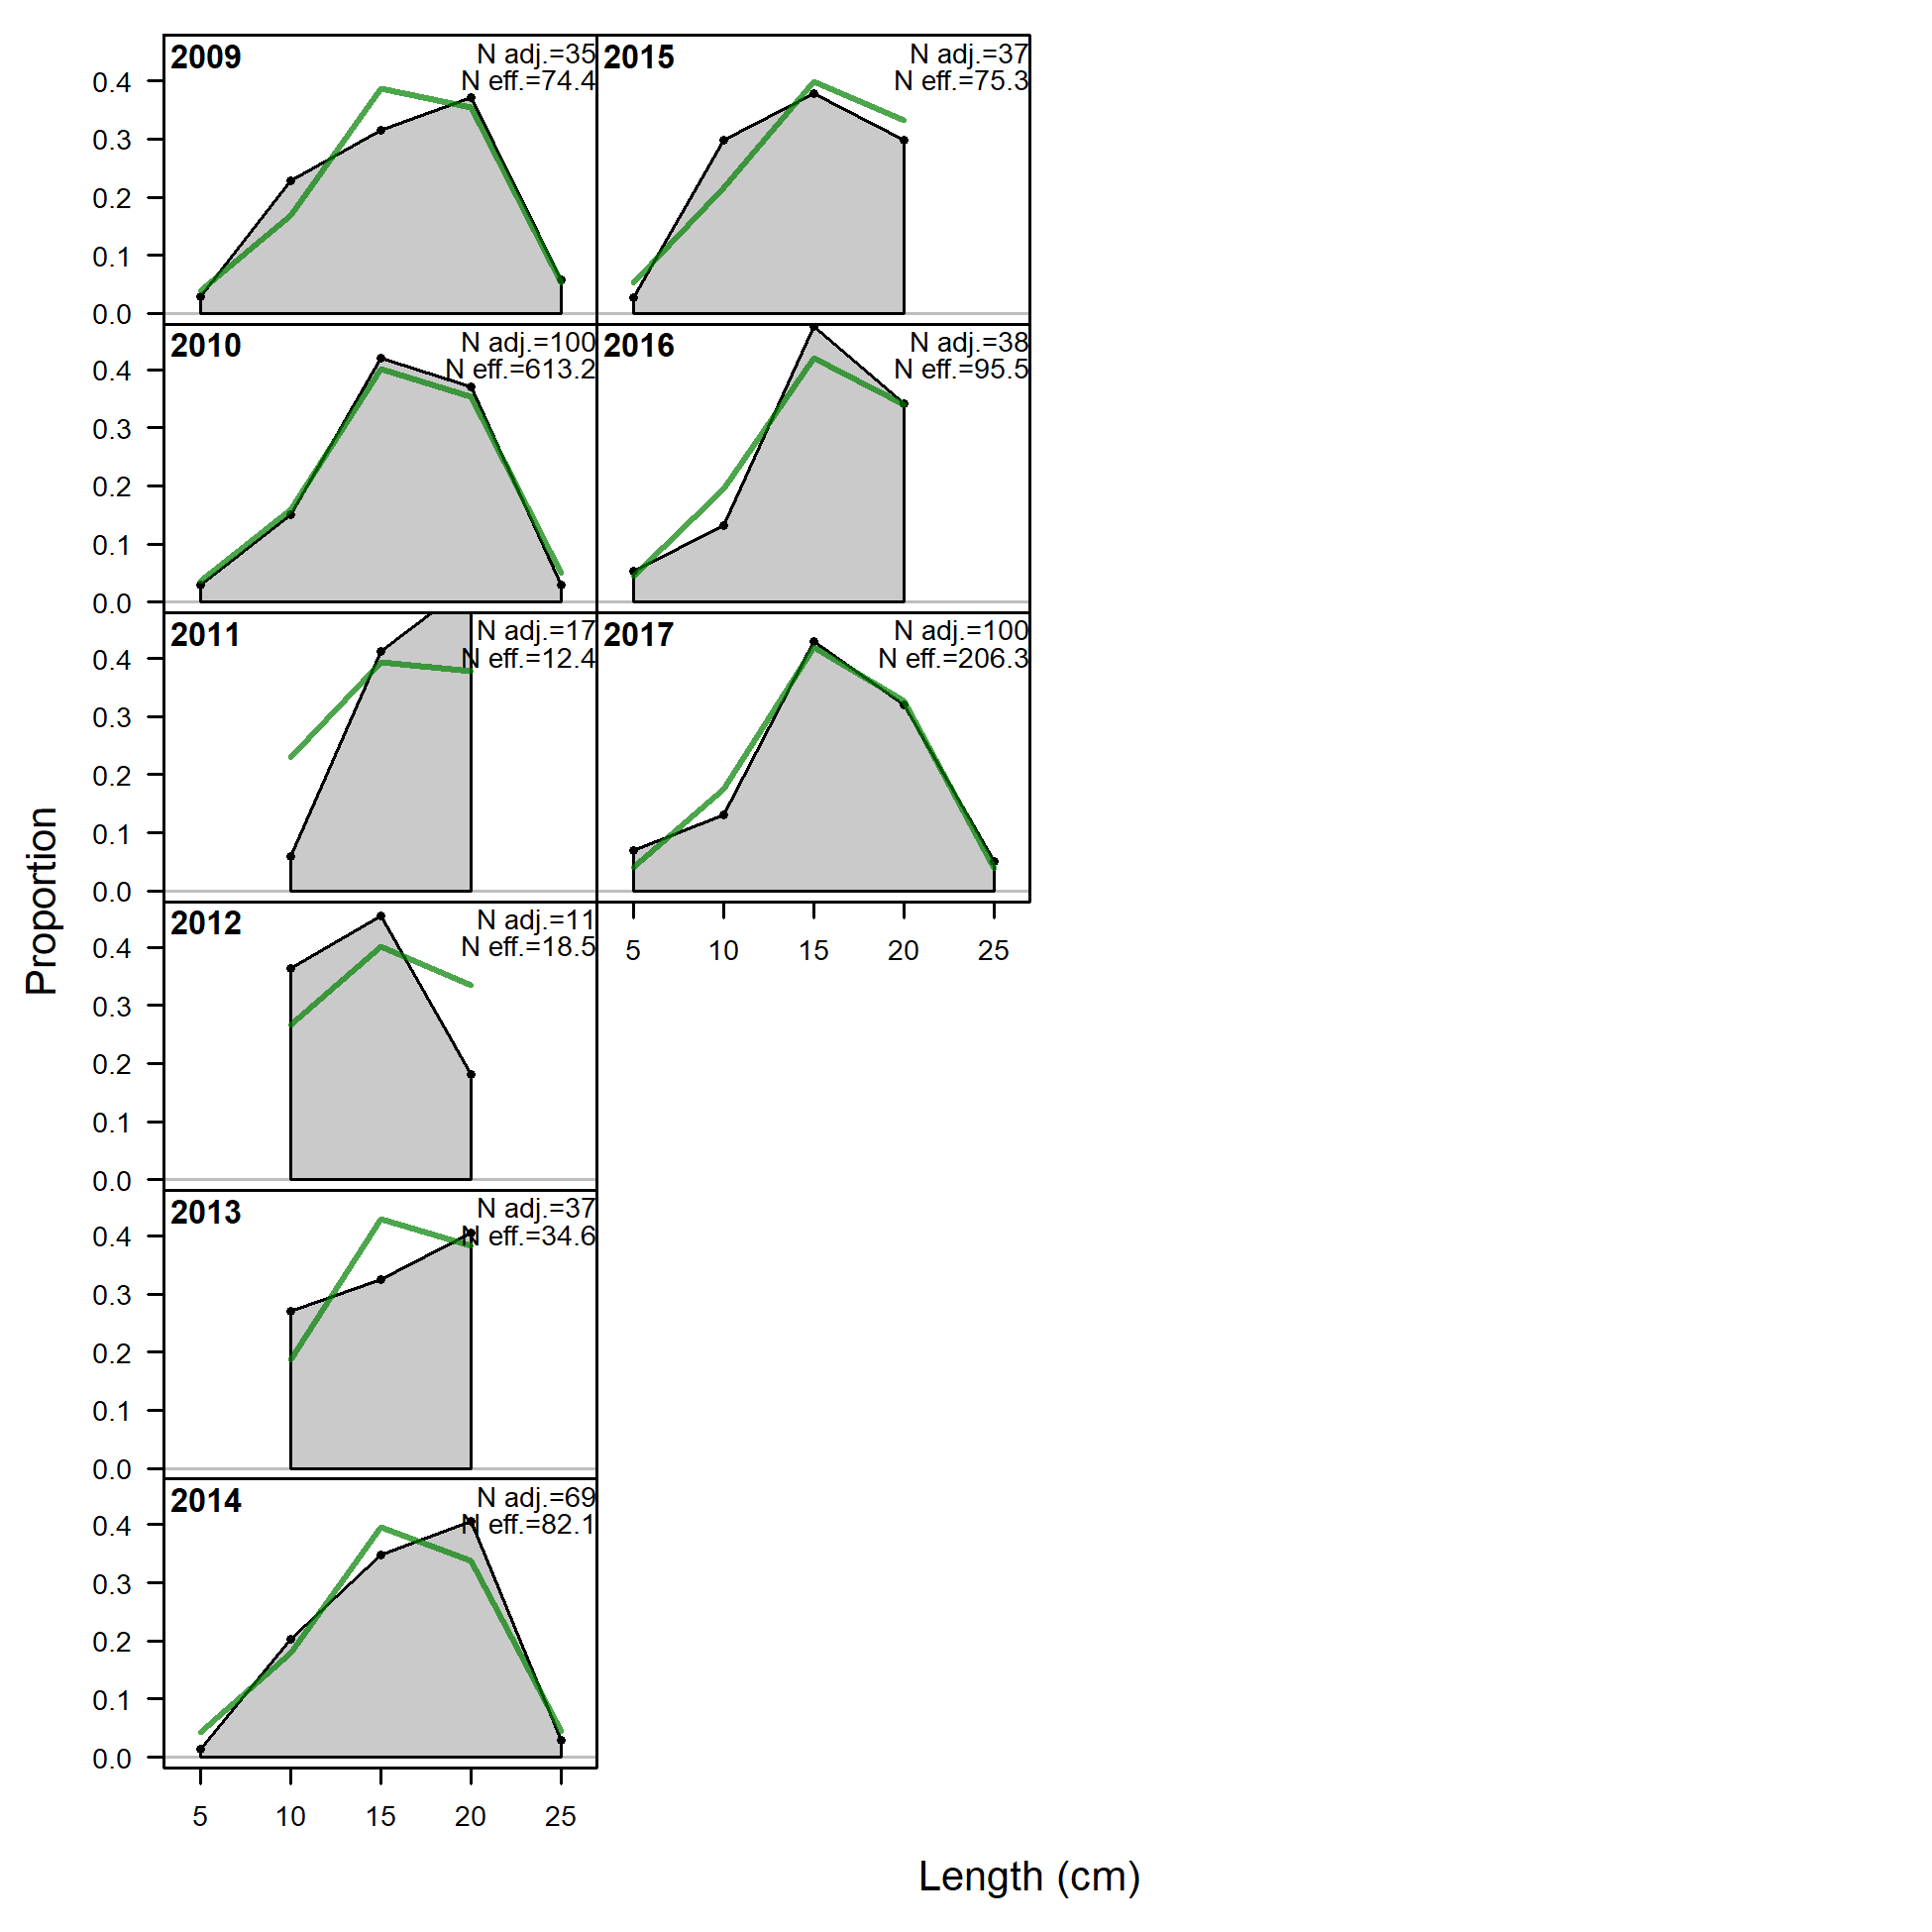 Proportion
2009
N adj.=35
N eff.=74.4
0.4
0.3
0.2
0.1
0.0
2010
N adj.=100
N eff.=613.2
0.4
0.3
0.2
0.1
0.0
2011
N adj.=17
N eff.=12.4
0.4
0.3
0.2
0.1
0.0
2012
N adj.=11
N eff.=18.5
0.4
0.3
0.2
0.1
0.0
2013
N adj.=37
N eff.=34.6
0.4
0.3
0.2
0.1
0.0
2014
N adj.=69
N eff.=82.1
0.4
0.3
0.2
0.1
0.0
5 10 15 20 25
2015
N adj.=37
N eff.=75.3
2016
N adj.=38
N eff.=95.5
2017
N adj.=100
N eff.=206.3
5 10 15 20 25
Length (cm)